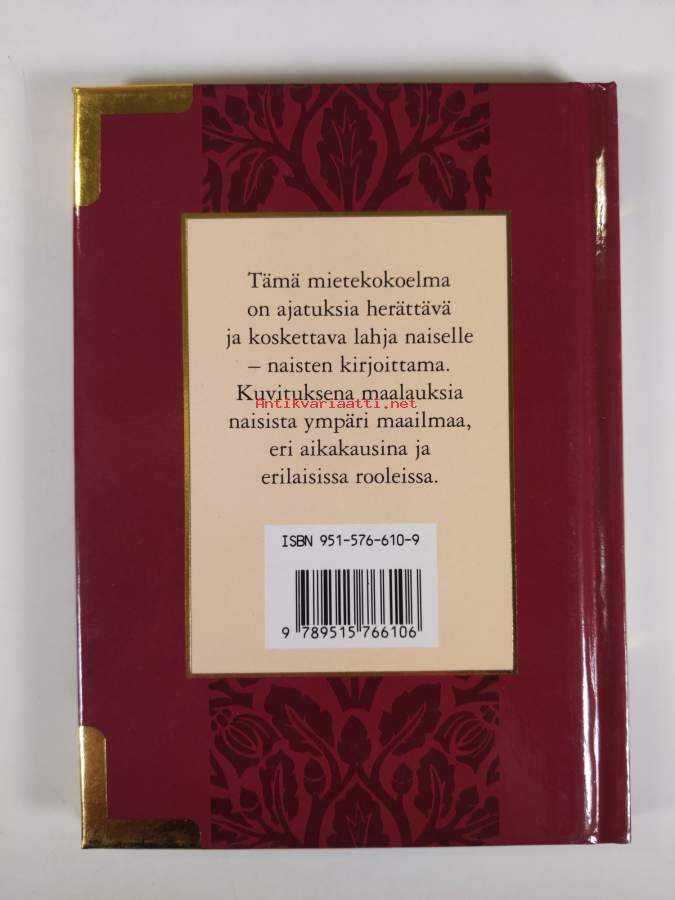 Tämä mietekokoelma
on ajatuksia herättävä
ja koskettava lahja naiselle
– naisten kirjoittama.
Kuvituksena maalauksia
Antikvariaatti.net
naisista ympäri maailmaa,
eri aikakausina ja
erilaisissa rooleissa.
ISBN 951-576-610-9
9 789515 766106